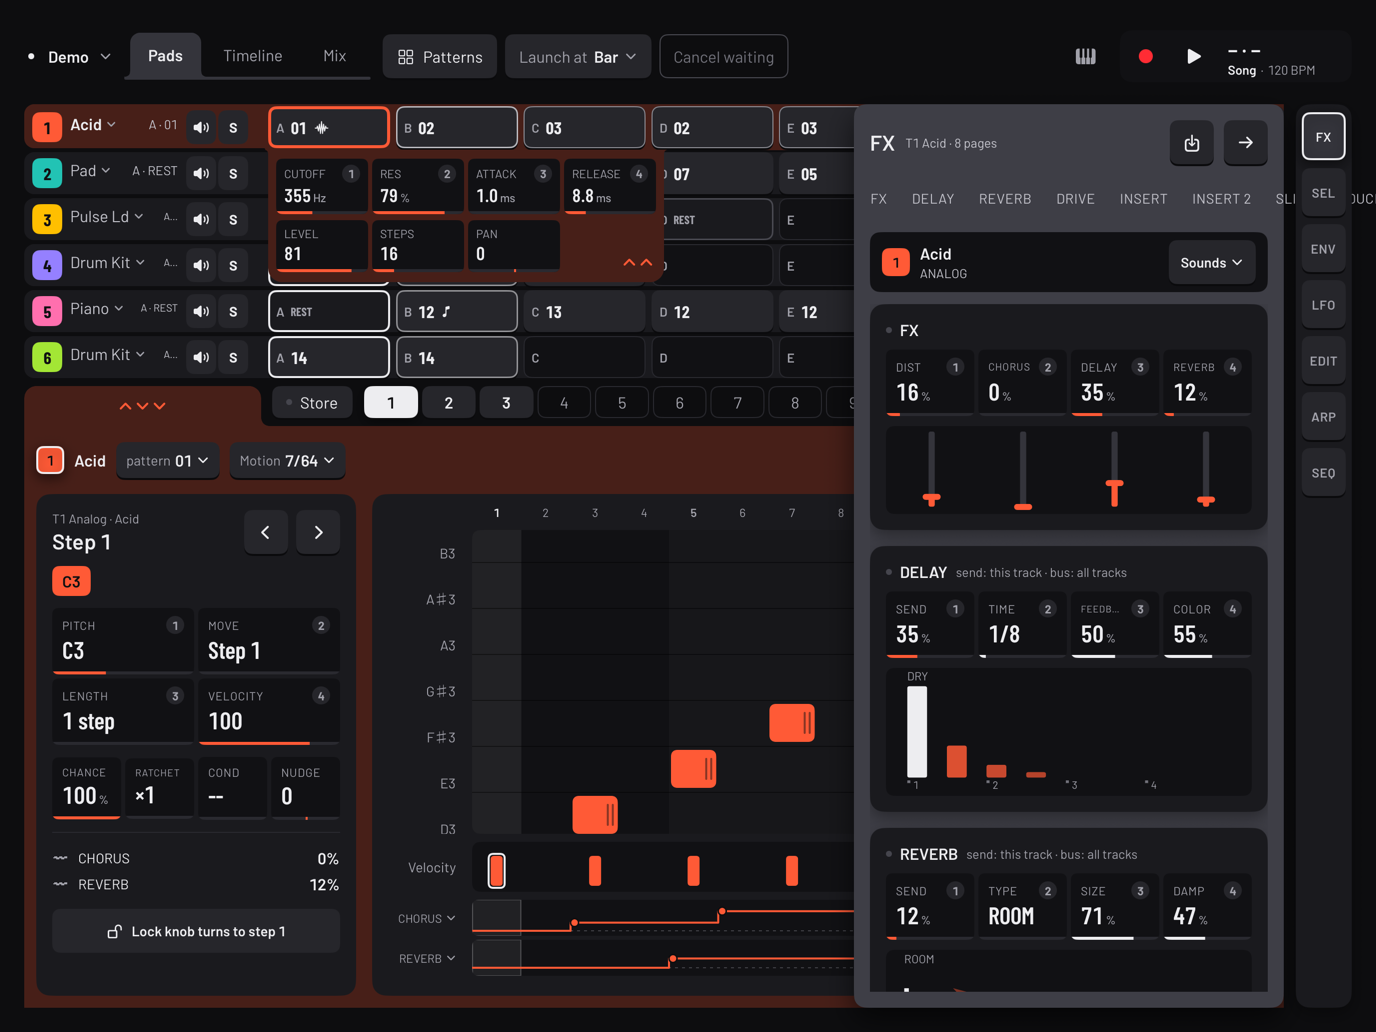 Demo Pads Timeline Mix Patterns Launch at Bar Cancel waiting
Song · 120 BPM
1 Acid A · 01 S A 01 B 02 C 03 D 02 E 03
2 Pad A · REST S 07 E 05
3 Pulse Ld A... S REST E
4 Drum Kit A... S E
CUTOFF 1 RES 2 ATTACK 3 RELEASE 4
355 Hz 79 % 1.0 ms 8.8 ms
LEVEL STEPS PAN
81 16 0
5 Piano A · REST S A REST B 12 C 13 D 12 E 12
6 Drum Kit A... S A 14 B 14 C D E
Store 1 2 3 4 5 6 7 8
1 Acid pattern 01 Motion 7/64
T1 Analog · Acid
Step 1
C3
PITCH 1 MOVE 2
C3 Step 1
LENGTH 3 VELOCITY 4
1 step 100
CHANCE RATCHET COND NUDGE
100 % ×1 -- 0
CHORUS 0%
REVERB 12%
Lock knob turns to step 1
1 2 3 4 5 6 7 8
B3
A♯3
A3
G♯3
F♯3
E3
D3
Velocity
CHORUS
REVERB
FX T1 Acid · 8 pages
FX DELAY REVERB DRIVE INSERT INSERT 2
1 Acid
ANALOG
Sounds
FX
DIST 1 CHORUS 2 DELAY 3 REVERB 4
16 % 0 % 35 % 12 %
DELAY send: this track · bus: all tracks
SEND 1 TIME 2 FEEDB... 3 COLOR 4
35 % 1/8 50 % 55 %
DRY
1 2 3 4
REVERB send: this track · bus: all tracks
SEND 1 TYPE 2 SIZE 3 DAMP 4
12 % ROOM 71 % 47 %
ROOM
FX
SEL
ENV
LFO
EDIT
ARP
SEQ